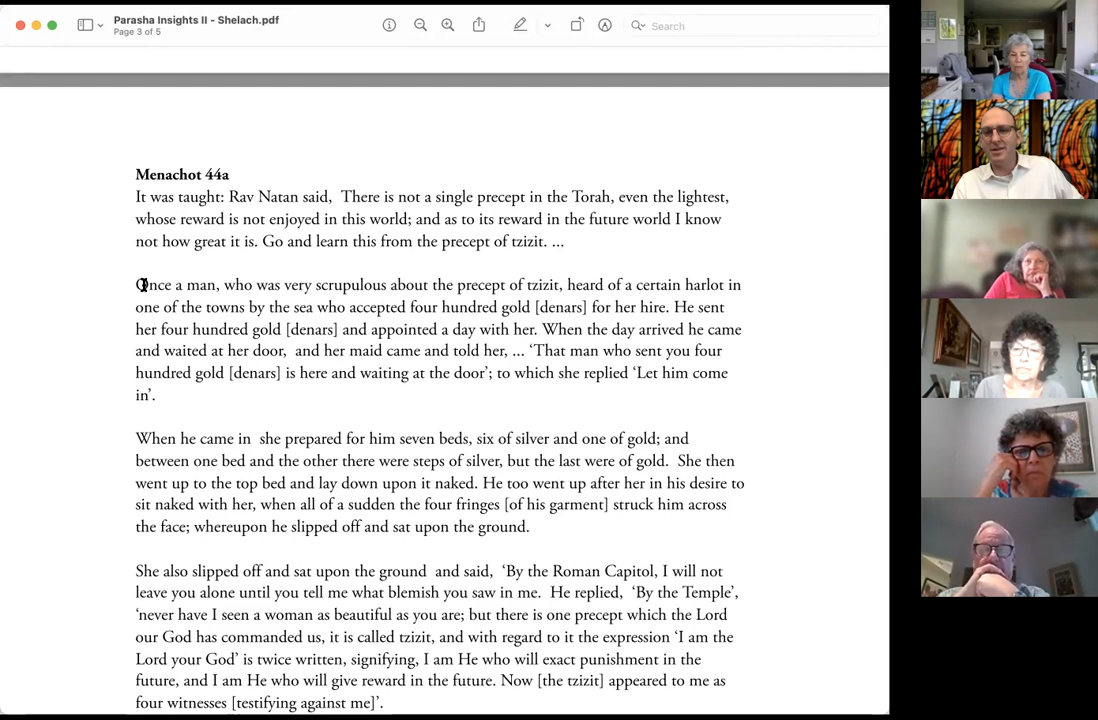 Parasha Insights II - Shelach.pdf
Page 3 of 5
Search
Menachot 44a
It was taught: Rav Natan said, There is not a single precept in the Torah, even the lightest,
whose reward is not enjoyed in this world; and as to its reward in the future world I know
not how great it is. Go and learn this from the precept of tzizit. ...
Once a man, who was very scrupulous about the precept of tzizit, heard of a certain harlot in
one of the towns by the sea who accepted four hundred gold [denars] for her hire. He sent
her four hundred gold [denars] and appointed a day with her. When the day arrived he came
and waited at her door, and her maid came and told her, ... ‘That man who sent you four
hundred gold [denars] is here and waiting at the door’; to which she replied ‘Let him come
in’.
When he came in she prepared for him seven beds, six of silver and one of gold; and
between one bed and the other there were steps of silver, but the last were of gold. She then
went up to the top bed and lay down upon it naked. He too went up after her in his desire to
sit naked with her, when all of a sudden the four fringes [of his garment] struck him across
the face; whereupon he slipped off and sat upon the ground.
She also slipped off and sat upon the ground and said, ‘By the Roman Capitol, I will not
leave you alone until you tell me what blemish you saw in me. He replied, ‘By the Temple’,
‘never have I seen a woman as beautiful as you are; but there is one precept which the Lord
our God has commanded us, it is called tzizit, and with regard to it the expression ‘I am the
Lord your God’ is twice written, signifying, I am He who will exact punishment in the
future, and I am He who will give reward in the future. Now [the tzizit] appeared to me as
four witnesses [testifying against me]’.